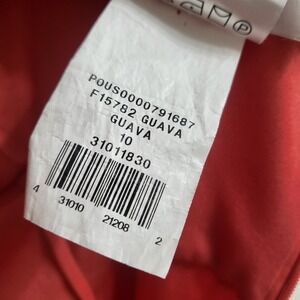 POUS0000791687
F15782 GUAVA
GUAVA
10
31011830
4 31010 21208 2
P